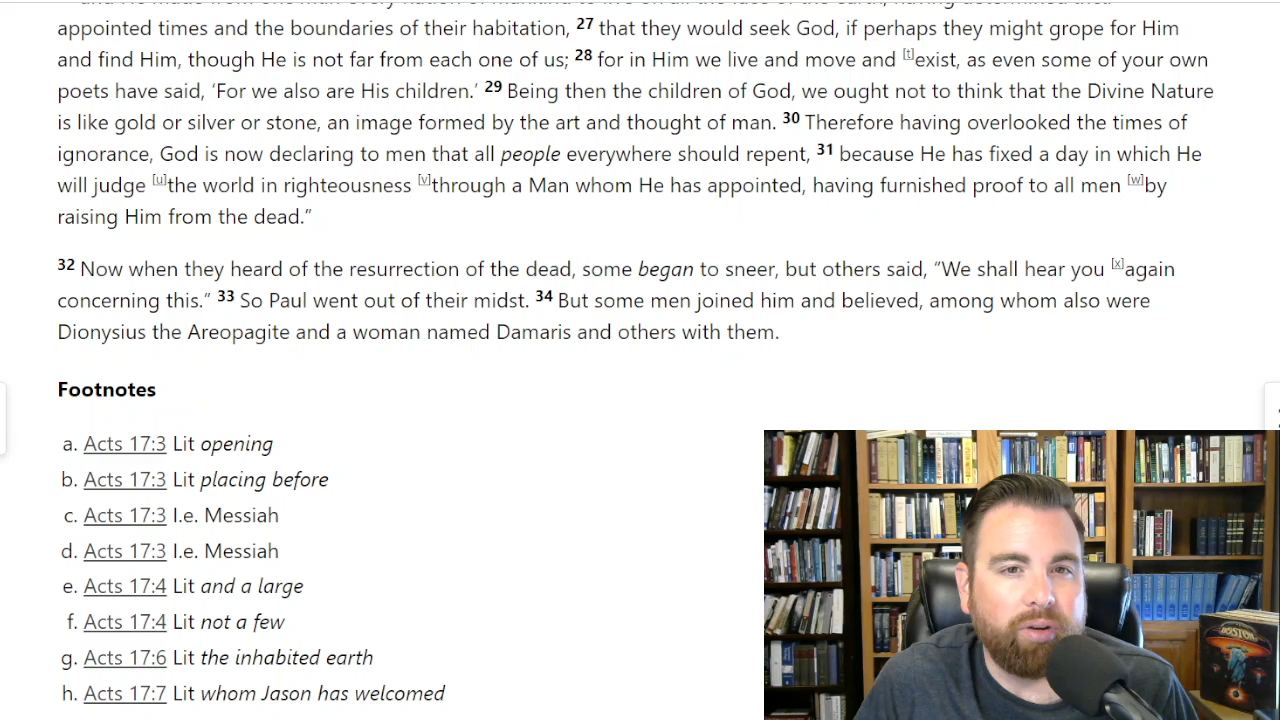 appointed times and the boundaries of their habitation, 27 that they would seek God, if perhaps they might grope for Him
and find Him, though He is not far from each one of us; 28 for in Him we live and move and [t]exist, as even some of your own
poets have said, ‘For we also are His children.’ 29 Being then the children of God, we ought not to think that the Divine Nature
is like gold or silver or stone, an image formed by the art and thought of man. 30 Therefore having overlooked the times of
ignorance, God is now declaring to men that all people everywhere should repent, 31 because He has fixed a day in which He
will judge [u]the world in righteousness [v]through a Man whom He has appointed, having furnished proof to all men [w]by
raising Him from the dead.”
32 Now when they heard of the resurrection of the dead, some began to sneer, but others said, “We shall hear you [x]again
concerning this.” 33 So Paul went out of their midst. 34 But some men joined him and believed, among whom also were
Dionysius the Areopagite and a woman named Damaris and others with them.
Footnotes
a. Acts 17:3 Lit opening
b. Acts 17:3 Lit placing before
c. Acts 17:3 I.e. Messiah
d. Acts 17:3 I.e. Messiah
e. Acts 17:4 Lit and a large
f. Acts 17:4 Lit not a few
g. Acts 17:6 Lit the inhabited earth
h. Acts 17:7 Lit whom Jason has welcomed
BOSTON